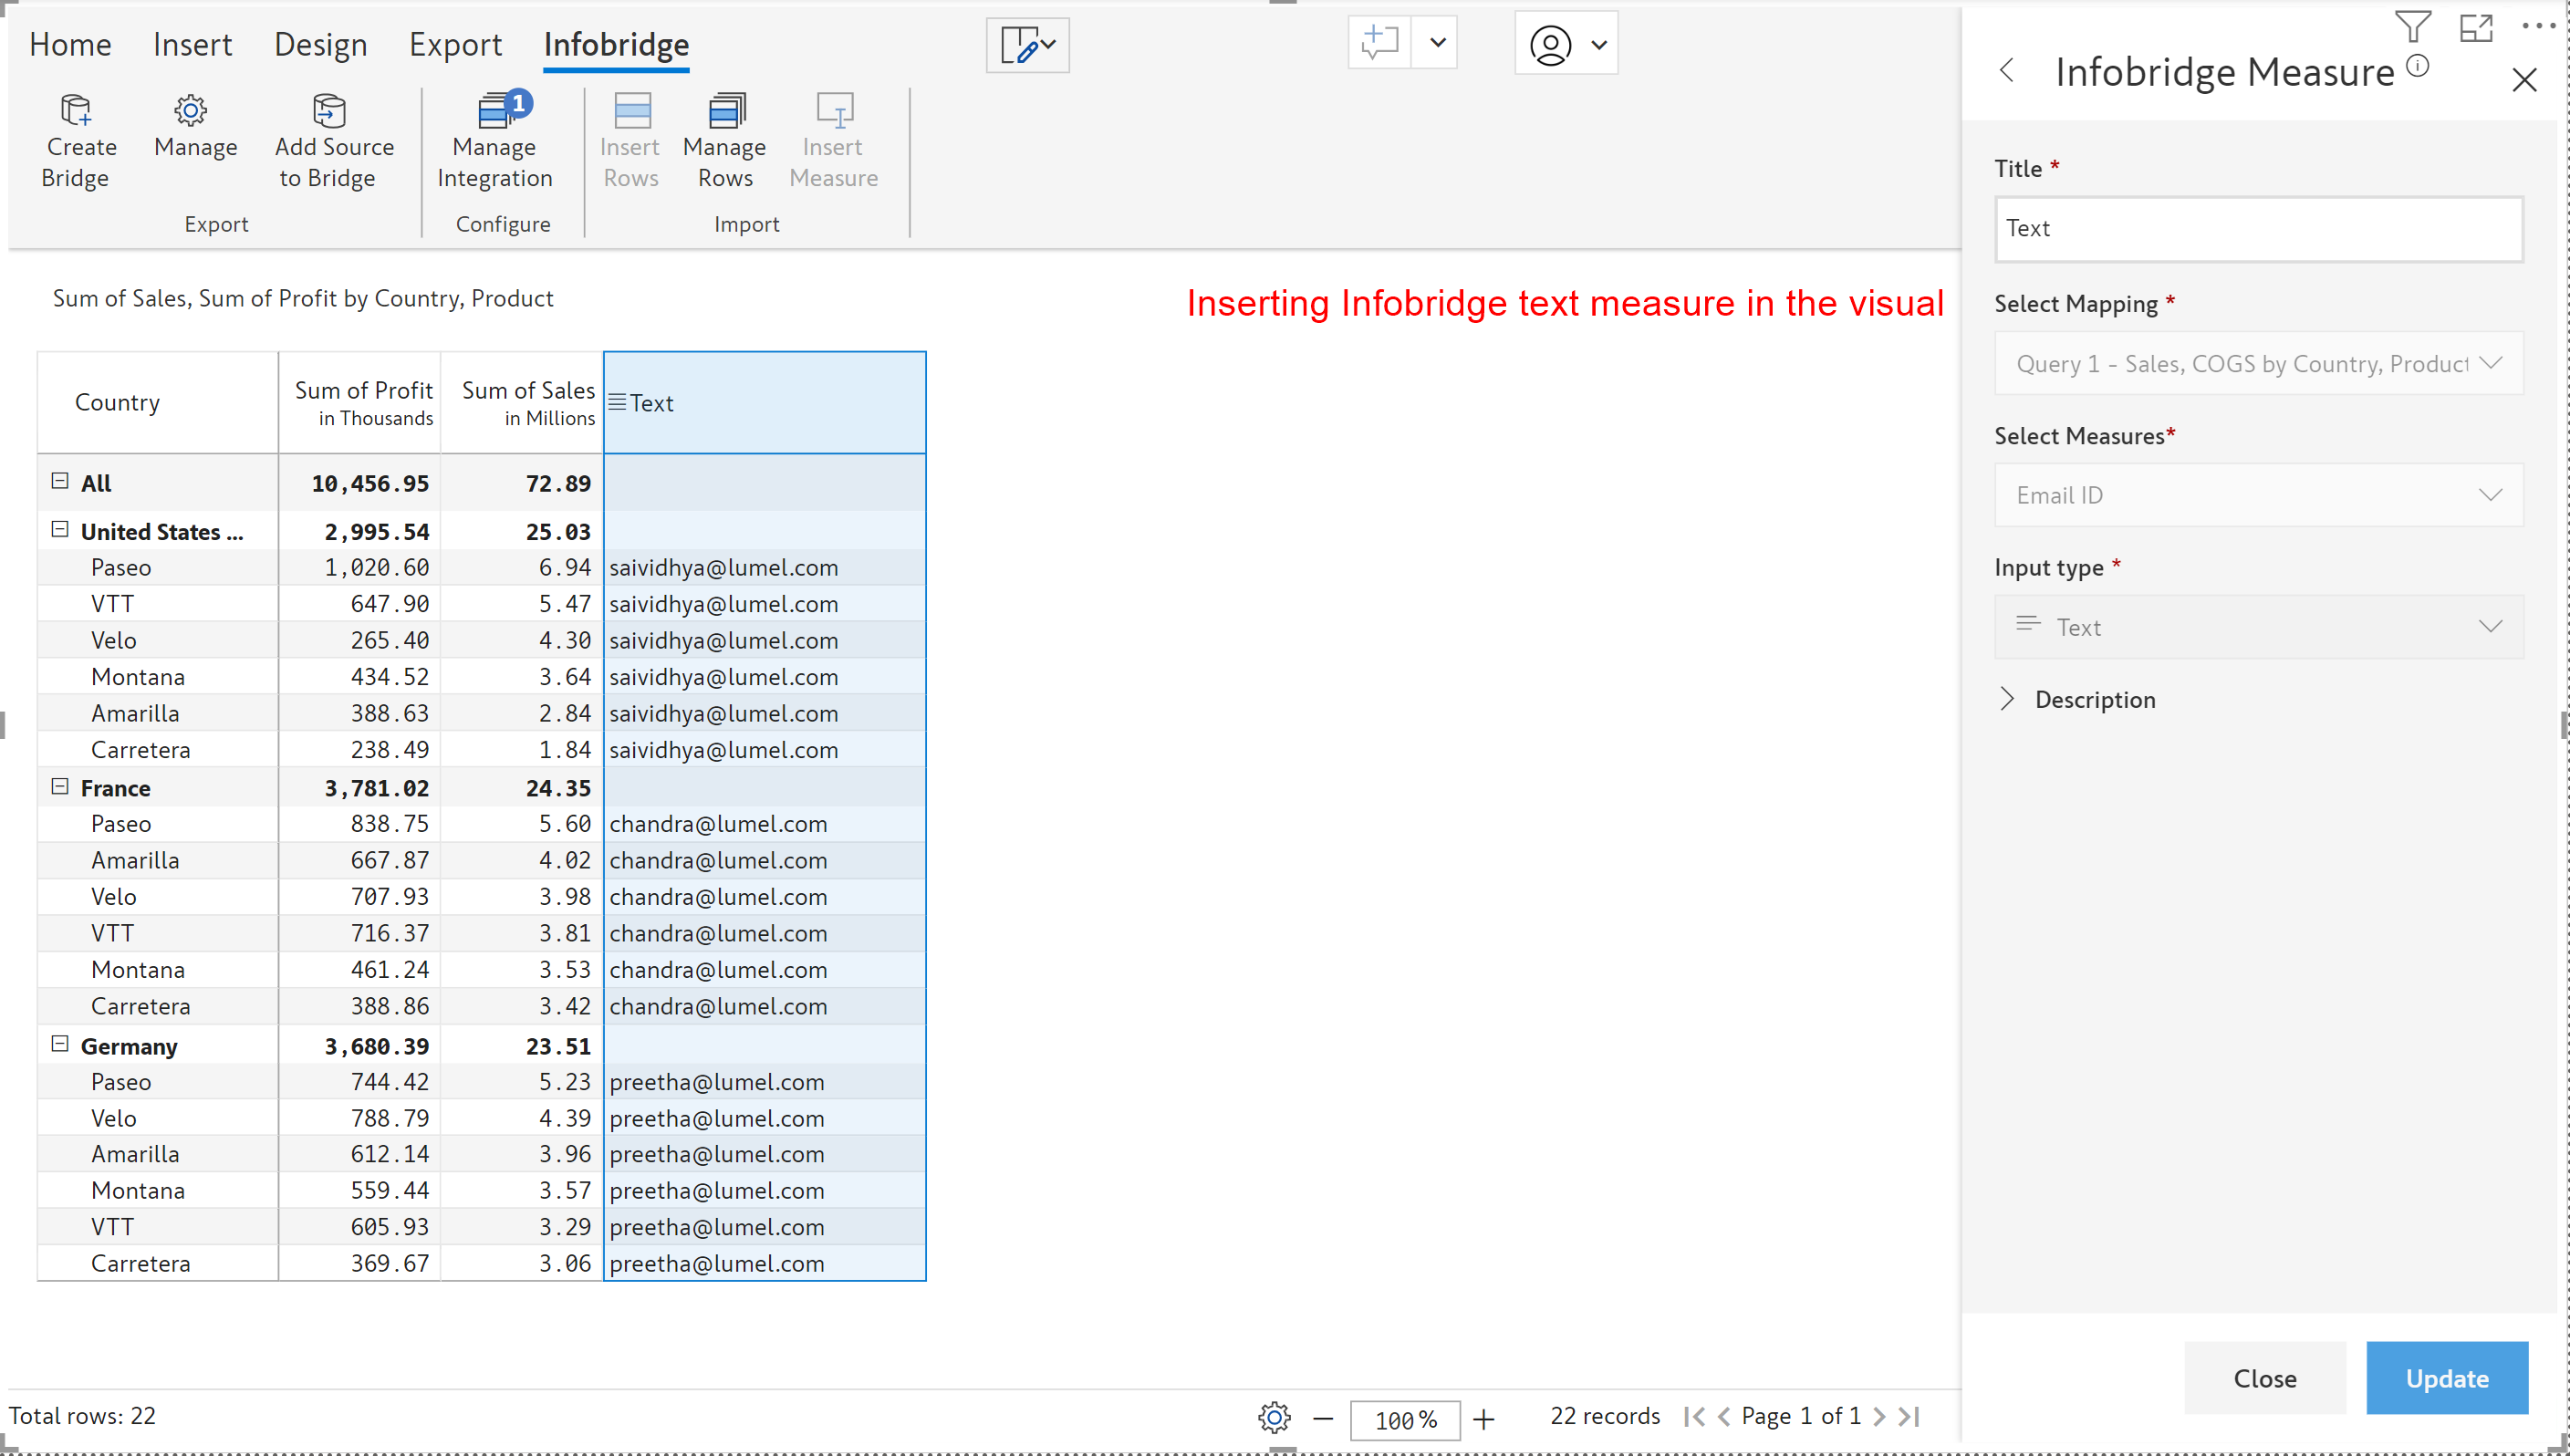 Home Insert Design Export Infobridge
1
Create Bridge
Manage
Add Source to Bridge
Export
Manage Integration
Configure
Insert Rows
Manage Rows
Insert Measure
Import
Sum of Sales, Sum of Profit by Country, Product
Inserting Infobridge text measure in the visual
Country Sum of Profit in Thousands Sum of Sales in Millions Text
All 10,456.95 72.89
United States ... 2,995.54 25.03
Paseo 1,020.60 6.94 saividhya@lumel.com
VTT 647.90 5.47 saividhya@lumel.com
Velo 265.40 4.30 saividhya@lumel.com
Montana 434.52 3.64 saividhya@lumel.com
Amarilla 388.63 2.84 saividhya@lumel.com
Carretera 238.49 1.84 saividhya@lumel.com
France 3,781.02 24.35
Paseo 838.75 5.60 chandra@lumel.com
Amarilla 667.87 4.02 chandra@lumel.com
Velo 707.93 3.98 chandra@lumel.com
VTT 716.37 3.81 chandra@lumel.com
Montana 461.24 3.53 chandra@lumel.com
Carretera 388.86 3.42 chandra@lumel.com
Germany 3,680.39 23.51
Paseo 744.42 5.23 preetha@lumel.com
Velo 788.79 4.39 preetha@lumel.com
Amarilla 612.14 3.96 preetha@lumel.com
Montana 559.44 3.57 preetha@lumel.com
VTT 605.93 3.29 preetha@lumel.com
Carretera 369.67 3.06 preetha@lumel.com
Total rows: 22
100 %
22 records
Page 1 of 1
Infobridge Measure
Title *
Text
Select Mapping *
Query 1 - Sales, COGS by Country, Product
Select Measures*
Email ID
Input type *
Text
Description
Close
Update